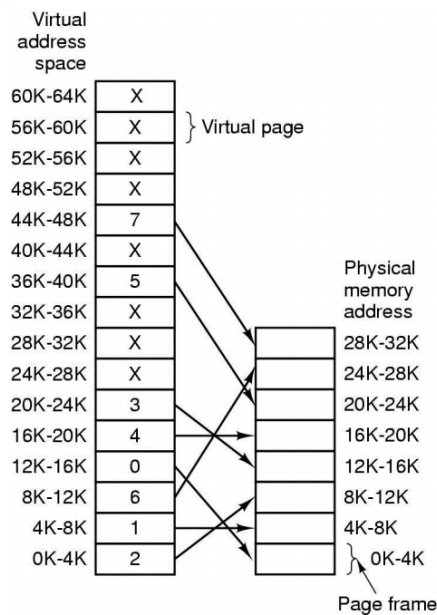 Virtual
address
space
60K-64K X
56K-60K X
Virtual page
52K-56K X
48K-52K X
44K-48K 7
40K-44K X
36K-40K 5
32K-36K X
28K-32K X
24K-28K X
20K-24K 3
16K-20K 4
12K-16K 0
8K-12K 6
4K-8K 1
0K-4K 2
Physical
memory
address
28K-32K
24K-28K
20K-24K
16K-20K
12K-16K
8K-12K
4K-8K
0K-4K
Page frame